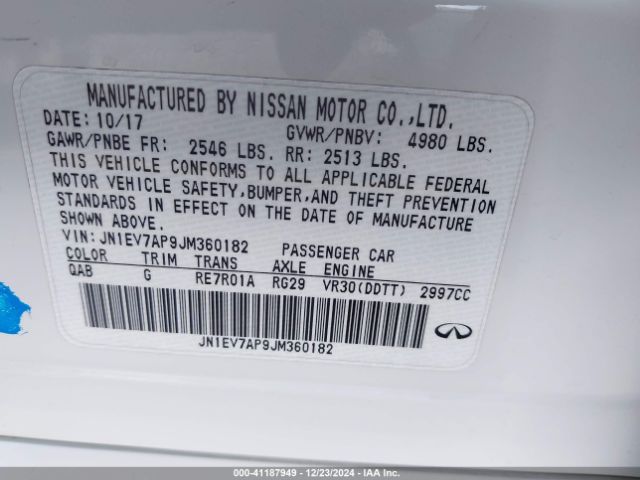 MANUFACTURED BY NISSAN MOTOR CO.,LTD.
DATE: 10/17 GVWR/PNBV: 4980 LBS.
GAWR/PNBE FR: 2546 LBS. RR: 2513 LBS.
THIS VEHICLE CONFORMS TO ALL APPLICABLE FEDERAL
MOTOR VEHICLE SAFETY,BUMPER,AND THEFT PREVENTION
STANDARDS IN EFFECT ON THE DATE OF MANUFACTURE
SHOWN ABOVE.
VIN: JN1EV7AP9JM360182 PASSENGER CAR
COLOR TRIM TRANS AXLE ENGINE
QAB G RE7R01A RG29 VR30(DDTT) 2997CC
JN1EV7AP9JM360182
000-41187949 - 12/23/2024 - IAAI.COM